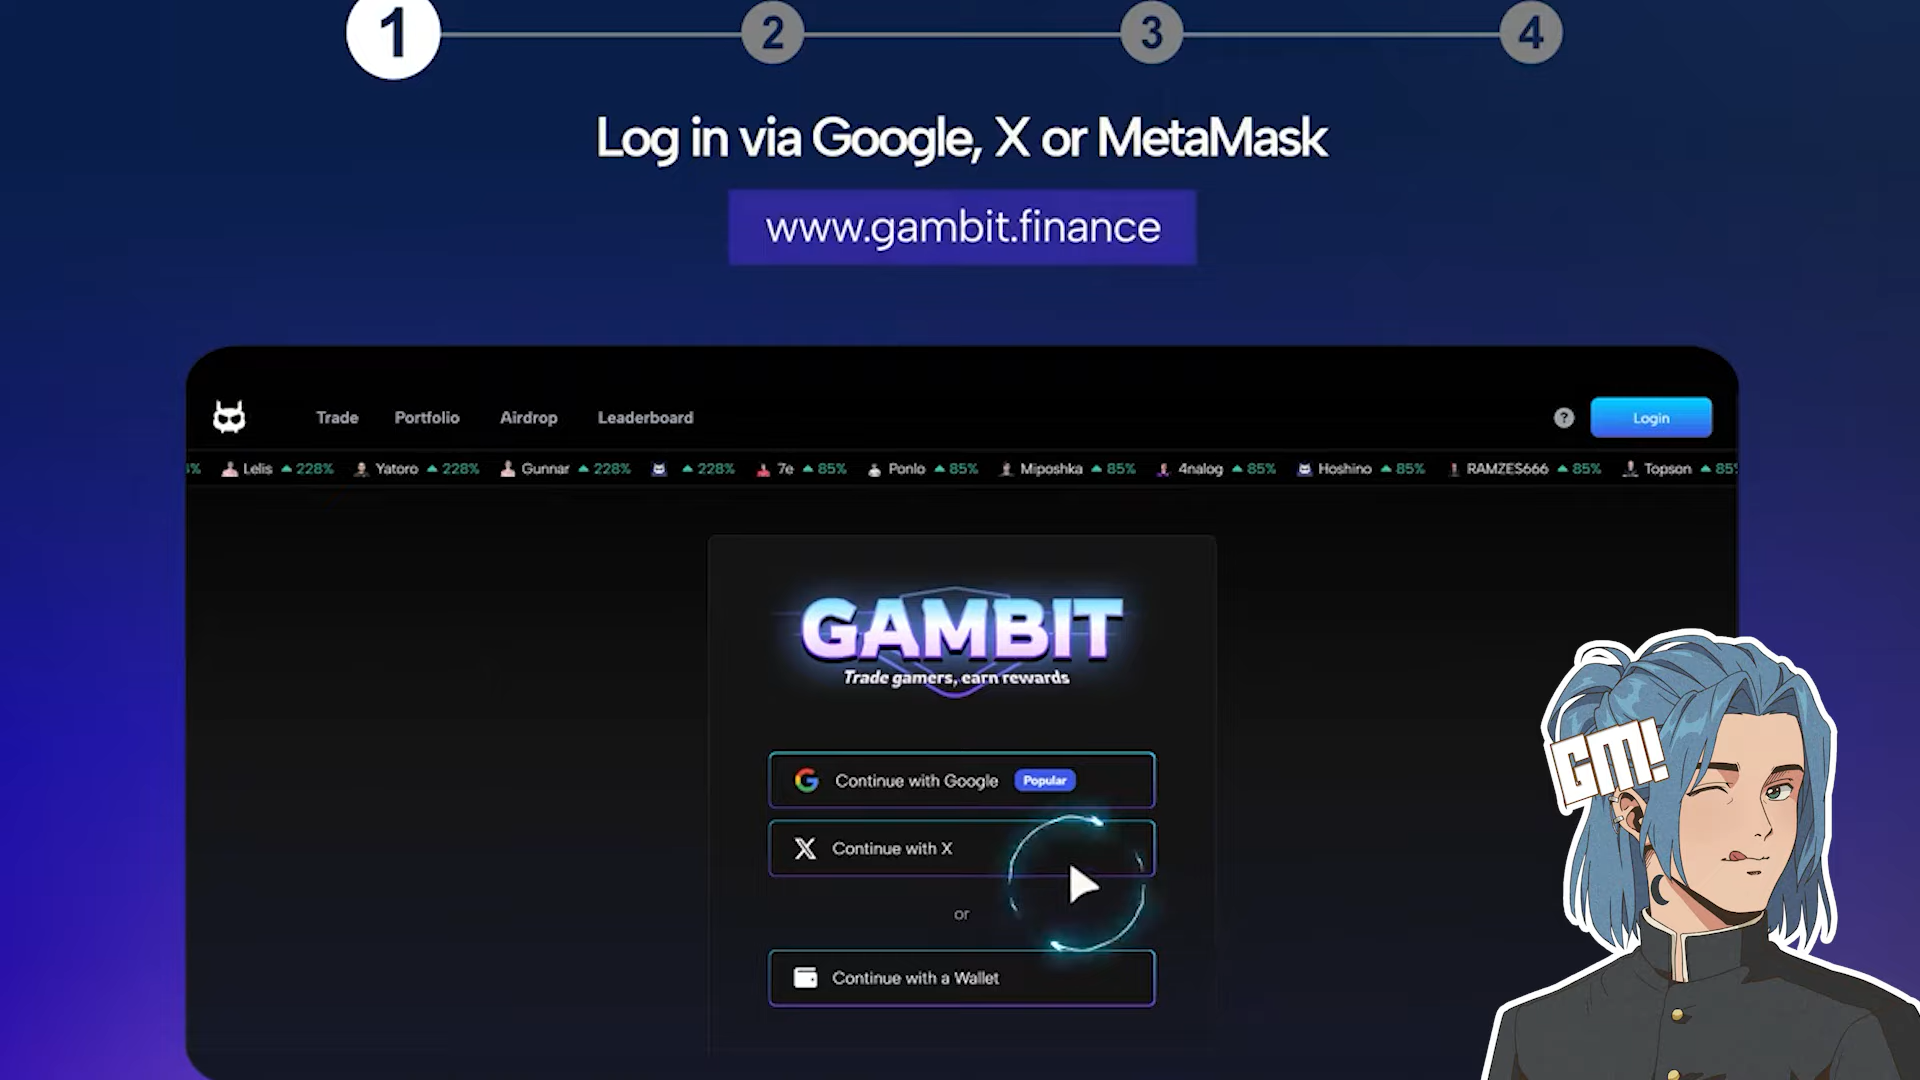 1 2 3 4
Log in via Google, X or MetaMask
www.gambit.finance
Trade Portfolio Airdrop Leaderboard ? Login
% Lelis 228% Yatoro 228% Gunnar 228% 228% 7e 85% Ponlo 85% Miposhka 85% 4nalog 85% Hoshino 85% RAMZES666 85% Topson 85%
GAMBIT
Trade gamers, earn rewards
Continue with Google Popular
Continue with X
or
Continue with a Wallet
GM!